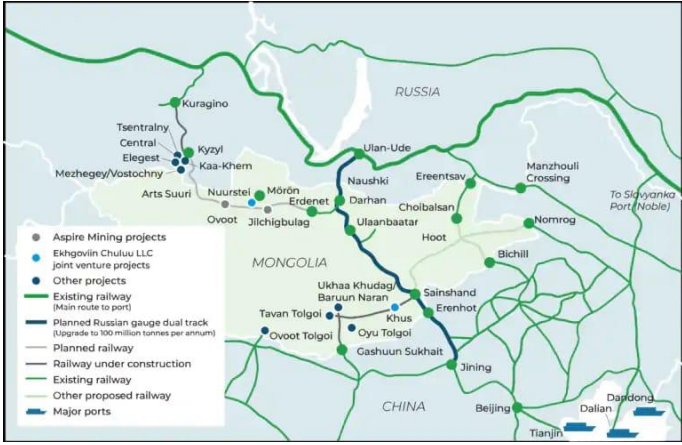 RUSSIA
Kuragino
Tsentralny
Central
Elegest
Mezhegey/Vostochny
Kyzyl
Kaa-Khem
Ulan-Ude
Naushki
Ereentsav
Manzhouli
Crossing
To Slavyanka
Port (Noble)
Arts Suuri
Nuurstei
Mörön
Erdenet
Darhan
Choibalsan
Ovoot
Jilchigbulag
Ulaanbaatar
Nomrog
Hoot
Bichill
MONGOLIA
Ukhaa Khudag/
Baruun Naran
Sainshand
Tavan Tolgoi
Khus
Erenhot
Ovoot Tolgoi
Oyu Tolgoi
Gashuun Sukhait
Jining
CHINA
Beijing
Dandong
Dalian
Tianjin
Aspire Mining projects
Ekhgoviin Chuluu LLC
joint venture projects
Other projects
Existing railway
(Main route to port)
Planned Russian gauge dual track
(Upgrade to 100 million tonnes per annum)
Planned railway
Railway under construction
Existing railway
Other proposed railway
Major ports